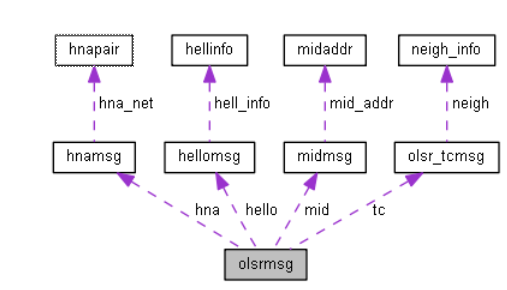 hnapair hellinfo midaddr neigh_info
hna_net hell_info mid_addr neigh
hnamsg hellomsg midmsg olsr_tcmsg
hna hello mid tc
olsrmsg